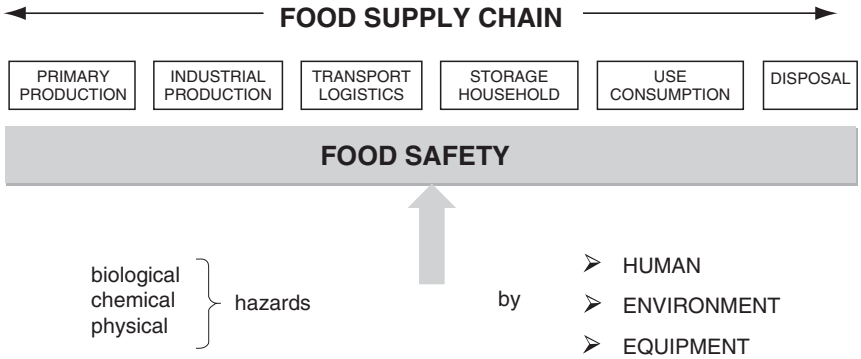 FOOD SUPPLY CHAIN
PRIMARY
PRODUCTION
INDUSTRIAL
PRODUCTION
TRANSPORT
LOGISTICS
STORAGE
HOUSEHOLD
USE
CONSUMPTION
DISPOSAL
FOOD SAFETY
biological
chemical
physical
hazards
by
➢ HUMAN
➢ ENVIRONMENT
➢ EQUIPMENT